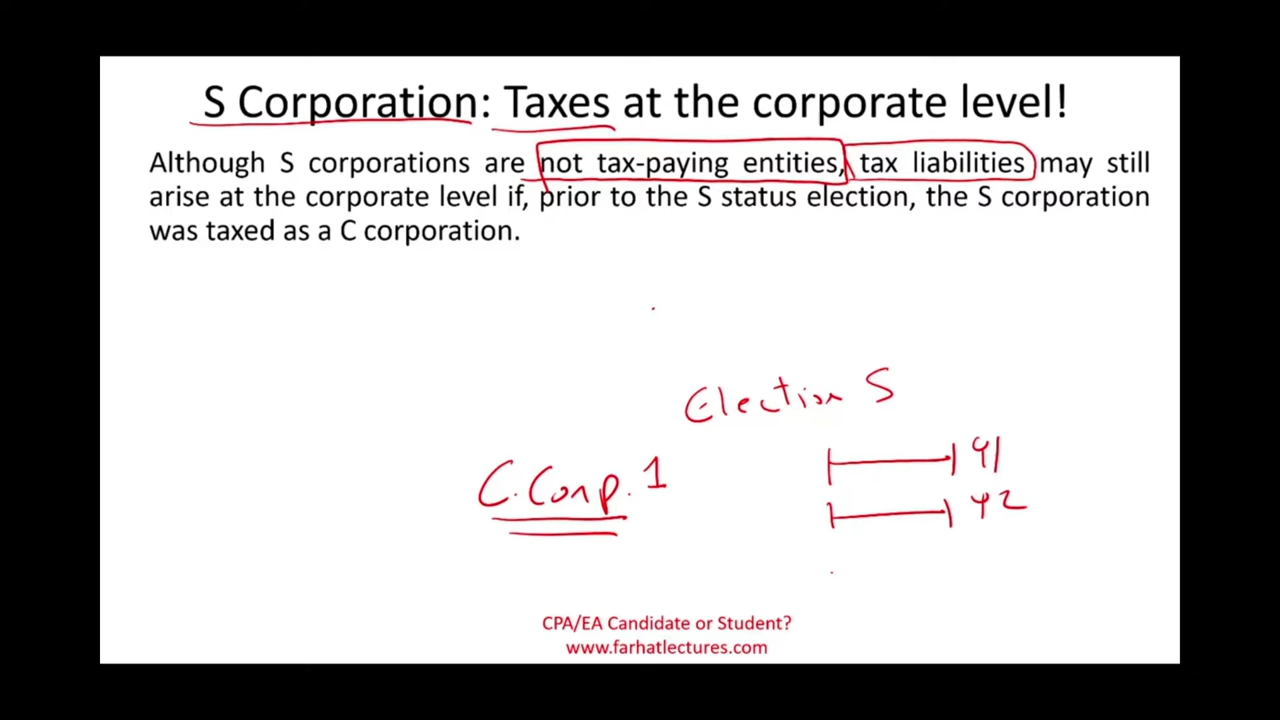 S Corporation: Taxes at the corporate level!
Although S corporations are not tax-paying entities, tax liabilities may still
arise at the corporate level if, prior to the S status election, the S corporation
was taxed as a C corporation.
Election S
C.Corp. 1
Y1
Y2
CPA/EA Candidate or Student?
www.farhatlectures.com